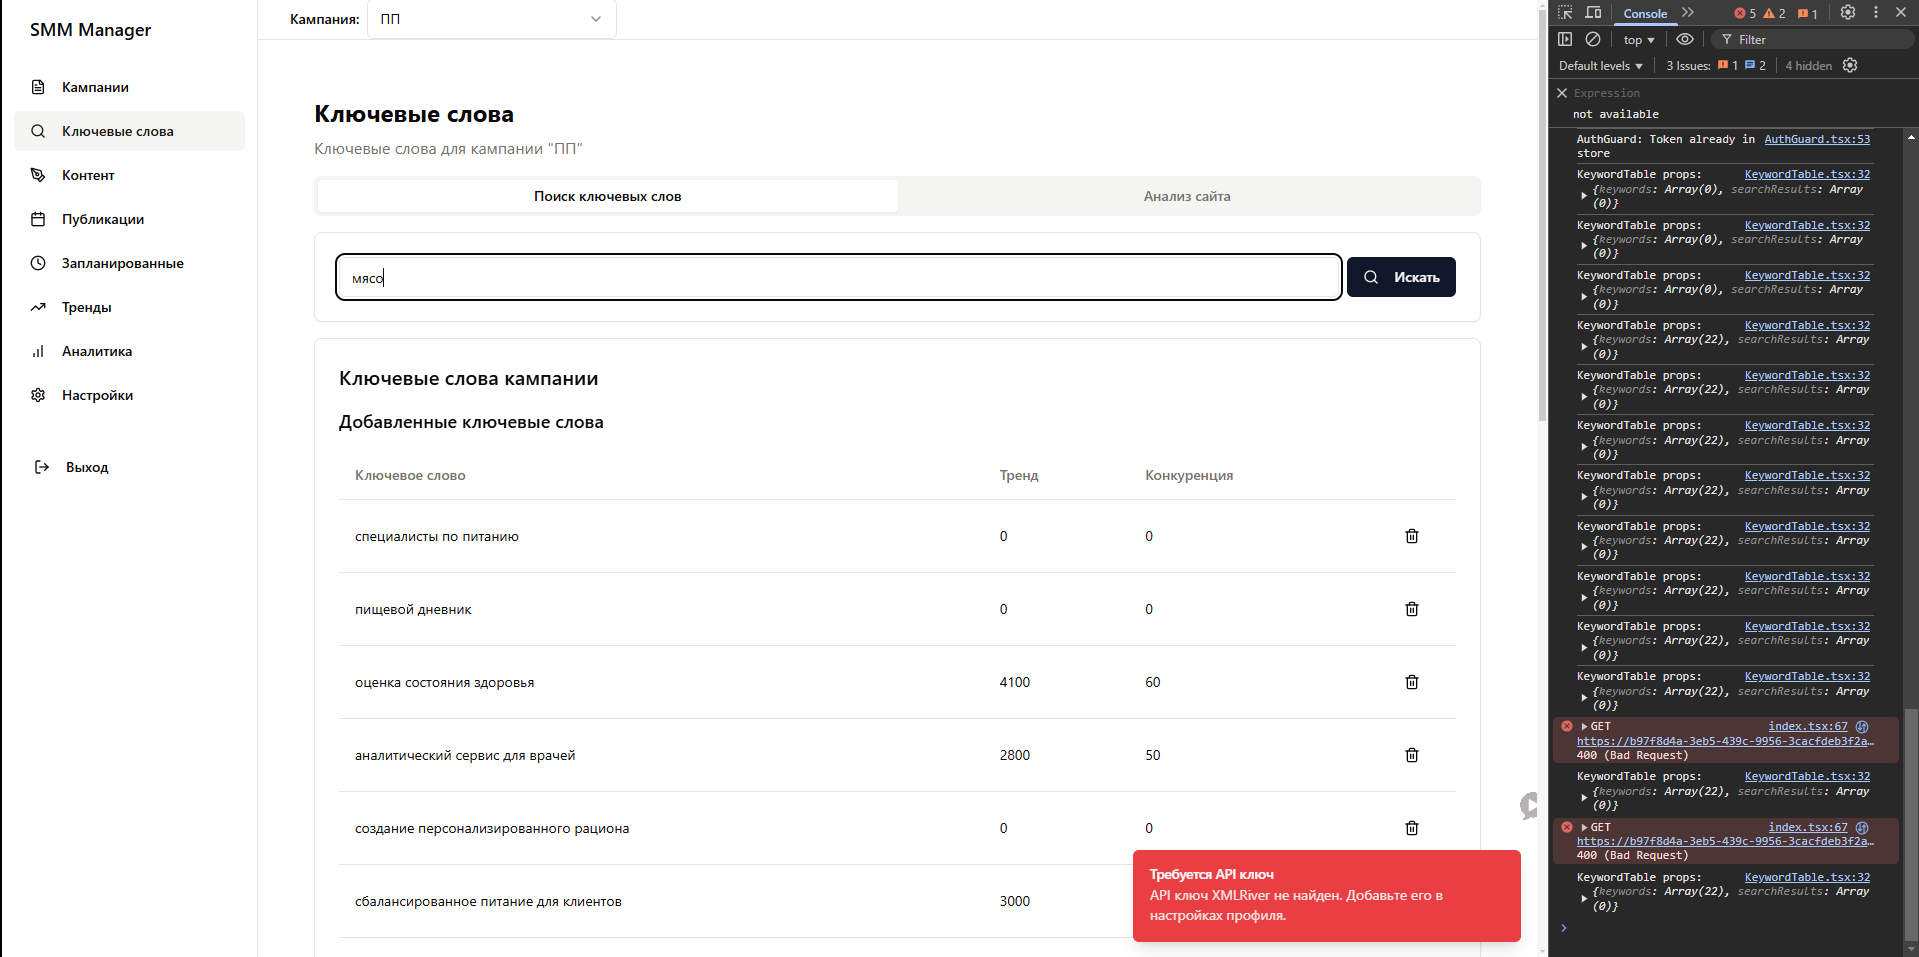 SMM Manager
Кампании
Ключевые слова
Контент
Публикации
Запланированные
Тренды
Аналитика
Настройки
Выход
Кампания: ПП
Ключевые слова
Ключевые слова для кампании "ПП"
Поиск ключевых слов Анализ сайта
мясо Искать
Ключевые слова кампании
Добавленные ключевые слова
Ключевое слово Тренд Конкуренция
специалисты по питанию 0 0
пищевой дневник 0 0
оценка состояния здоровья 4100 60
аналитический сервис для врачей 2800 50
создание персонализированного рациона 0 0
сбалансированное питание для клиентов 3000
Требуется API ключ
API ключ XMLRiver не найден. Добавьте его в
настройках профиля.
Console 5 2 1
top Filter
Default levels 3 Issues: 1 2 4 hidden
Expression
not available
AuthGuard: Token already in AuthGuard.tsx:53
store
KeywordTable props: KeywordTable.tsx:32
{keywords: Array(0), searchResults: Array
(0)}
KeywordTable props: KeywordTable.tsx:32
{keywords: Array(0), searchResults: Array
(0)}
KeywordTable props: KeywordTable.tsx:32
{keywords: Array(0), searchResults: Array
(0)}
KeywordTable props: KeywordTable.tsx:32
{keywords: Array(22), searchResults: Array
(0)}
KeywordTable props: KeywordTable.tsx:32
{keywords: Array(22), searchResults: Array
(0)}
KeywordTable props: KeywordTable.tsx:32
{keywords: Array(22), searchResults: Array
(0)}
KeywordTable props: KeywordTable.tsx:32
{keywords: Array(22), searchResults: Array
(0)}
KeywordTable props: KeywordTable.tsx:32
{keywords: Array(22), searchResults: Array
(0)}
KeywordTable props: KeywordTable.tsx:32
{keywords: Array(22), searchResults: Array
(0)}
KeywordTable props: KeywordTable.tsx:32
{keywords: Array(22), searchResults: Array
(0)}
KeywordTable props: KeywordTable.tsx:32
{keywords: Array(22), searchResults: Array
(0)}
GET index.tsx:67
https://b97f8d4a-3eb5-439c-9956-3cacfdeb3f2a…
400 (Bad Request)
KeywordTable props: KeywordTable.tsx:32
{keywords: Array(22), searchResults: Array
(0)}
GET index.tsx:67
https://b97f8d4a-3eb5-439c-9956-3cacfdeb3f2a…
400 (Bad Request)
KeywordTable props: KeywordTable.tsx:32
{keywords: Array(22), searchResults: Array
(0)}